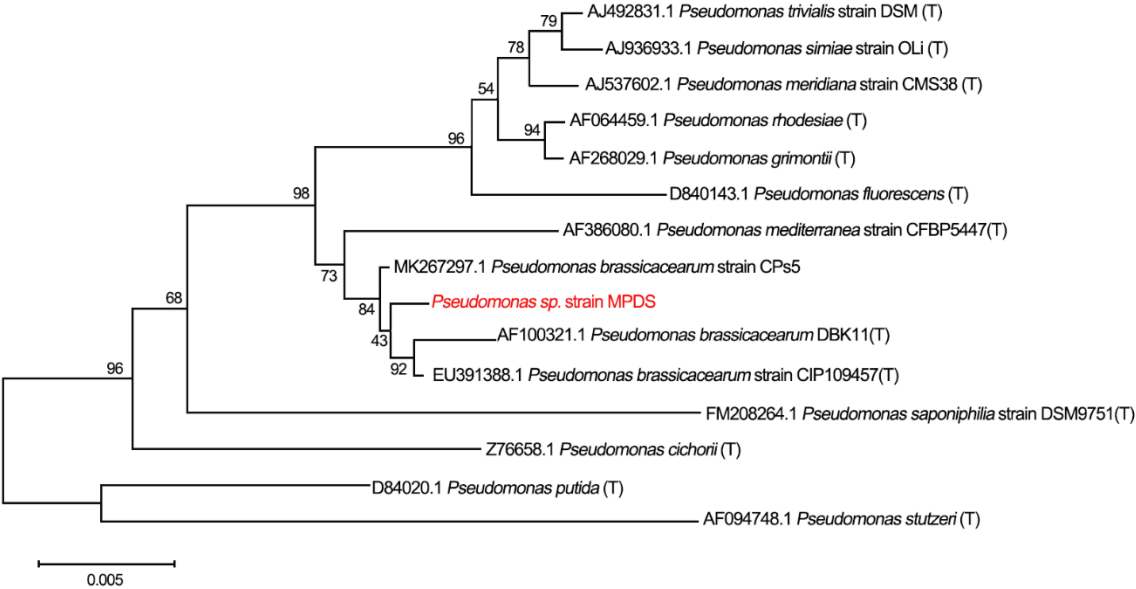 AJ492831.1 Pseudomonas trivialis strain DSM (T)
79
AJ936933.1 Pseudomonas simiae strain OLi (T)
78
AJ537602.1 Pseudomonas meridiana strain CMS38 (T)
54
AF064459.1 Pseudomonas rhodesiae (T)
94
96
AF268029.1 Pseudomonas grimontii (T)
98
D840143.1 Pseudomonas fluorescens (T)
AF386080.1 Pseudomonas mediterranea strain CFBP5447(T)
73
MK267297.1 Pseudomonas brassicacearum strain CPs5
68
84
Pseudomonas sp. strain MPDS
43
AF100321.1 Pseudomonas brassicacearum DBK11(T)
96
92
EU391388.1 Pseudomonas brassicacearum strain CIP109457(T)
FM208264.1 Pseudomonas saponiphilia strain DSM9751(T)
Z76658.1 Pseudomonas cichorii (T)
D84020.1 Pseudomonas putida (T)
AF094748.1 Pseudomonas stutzeri (T)
0.005